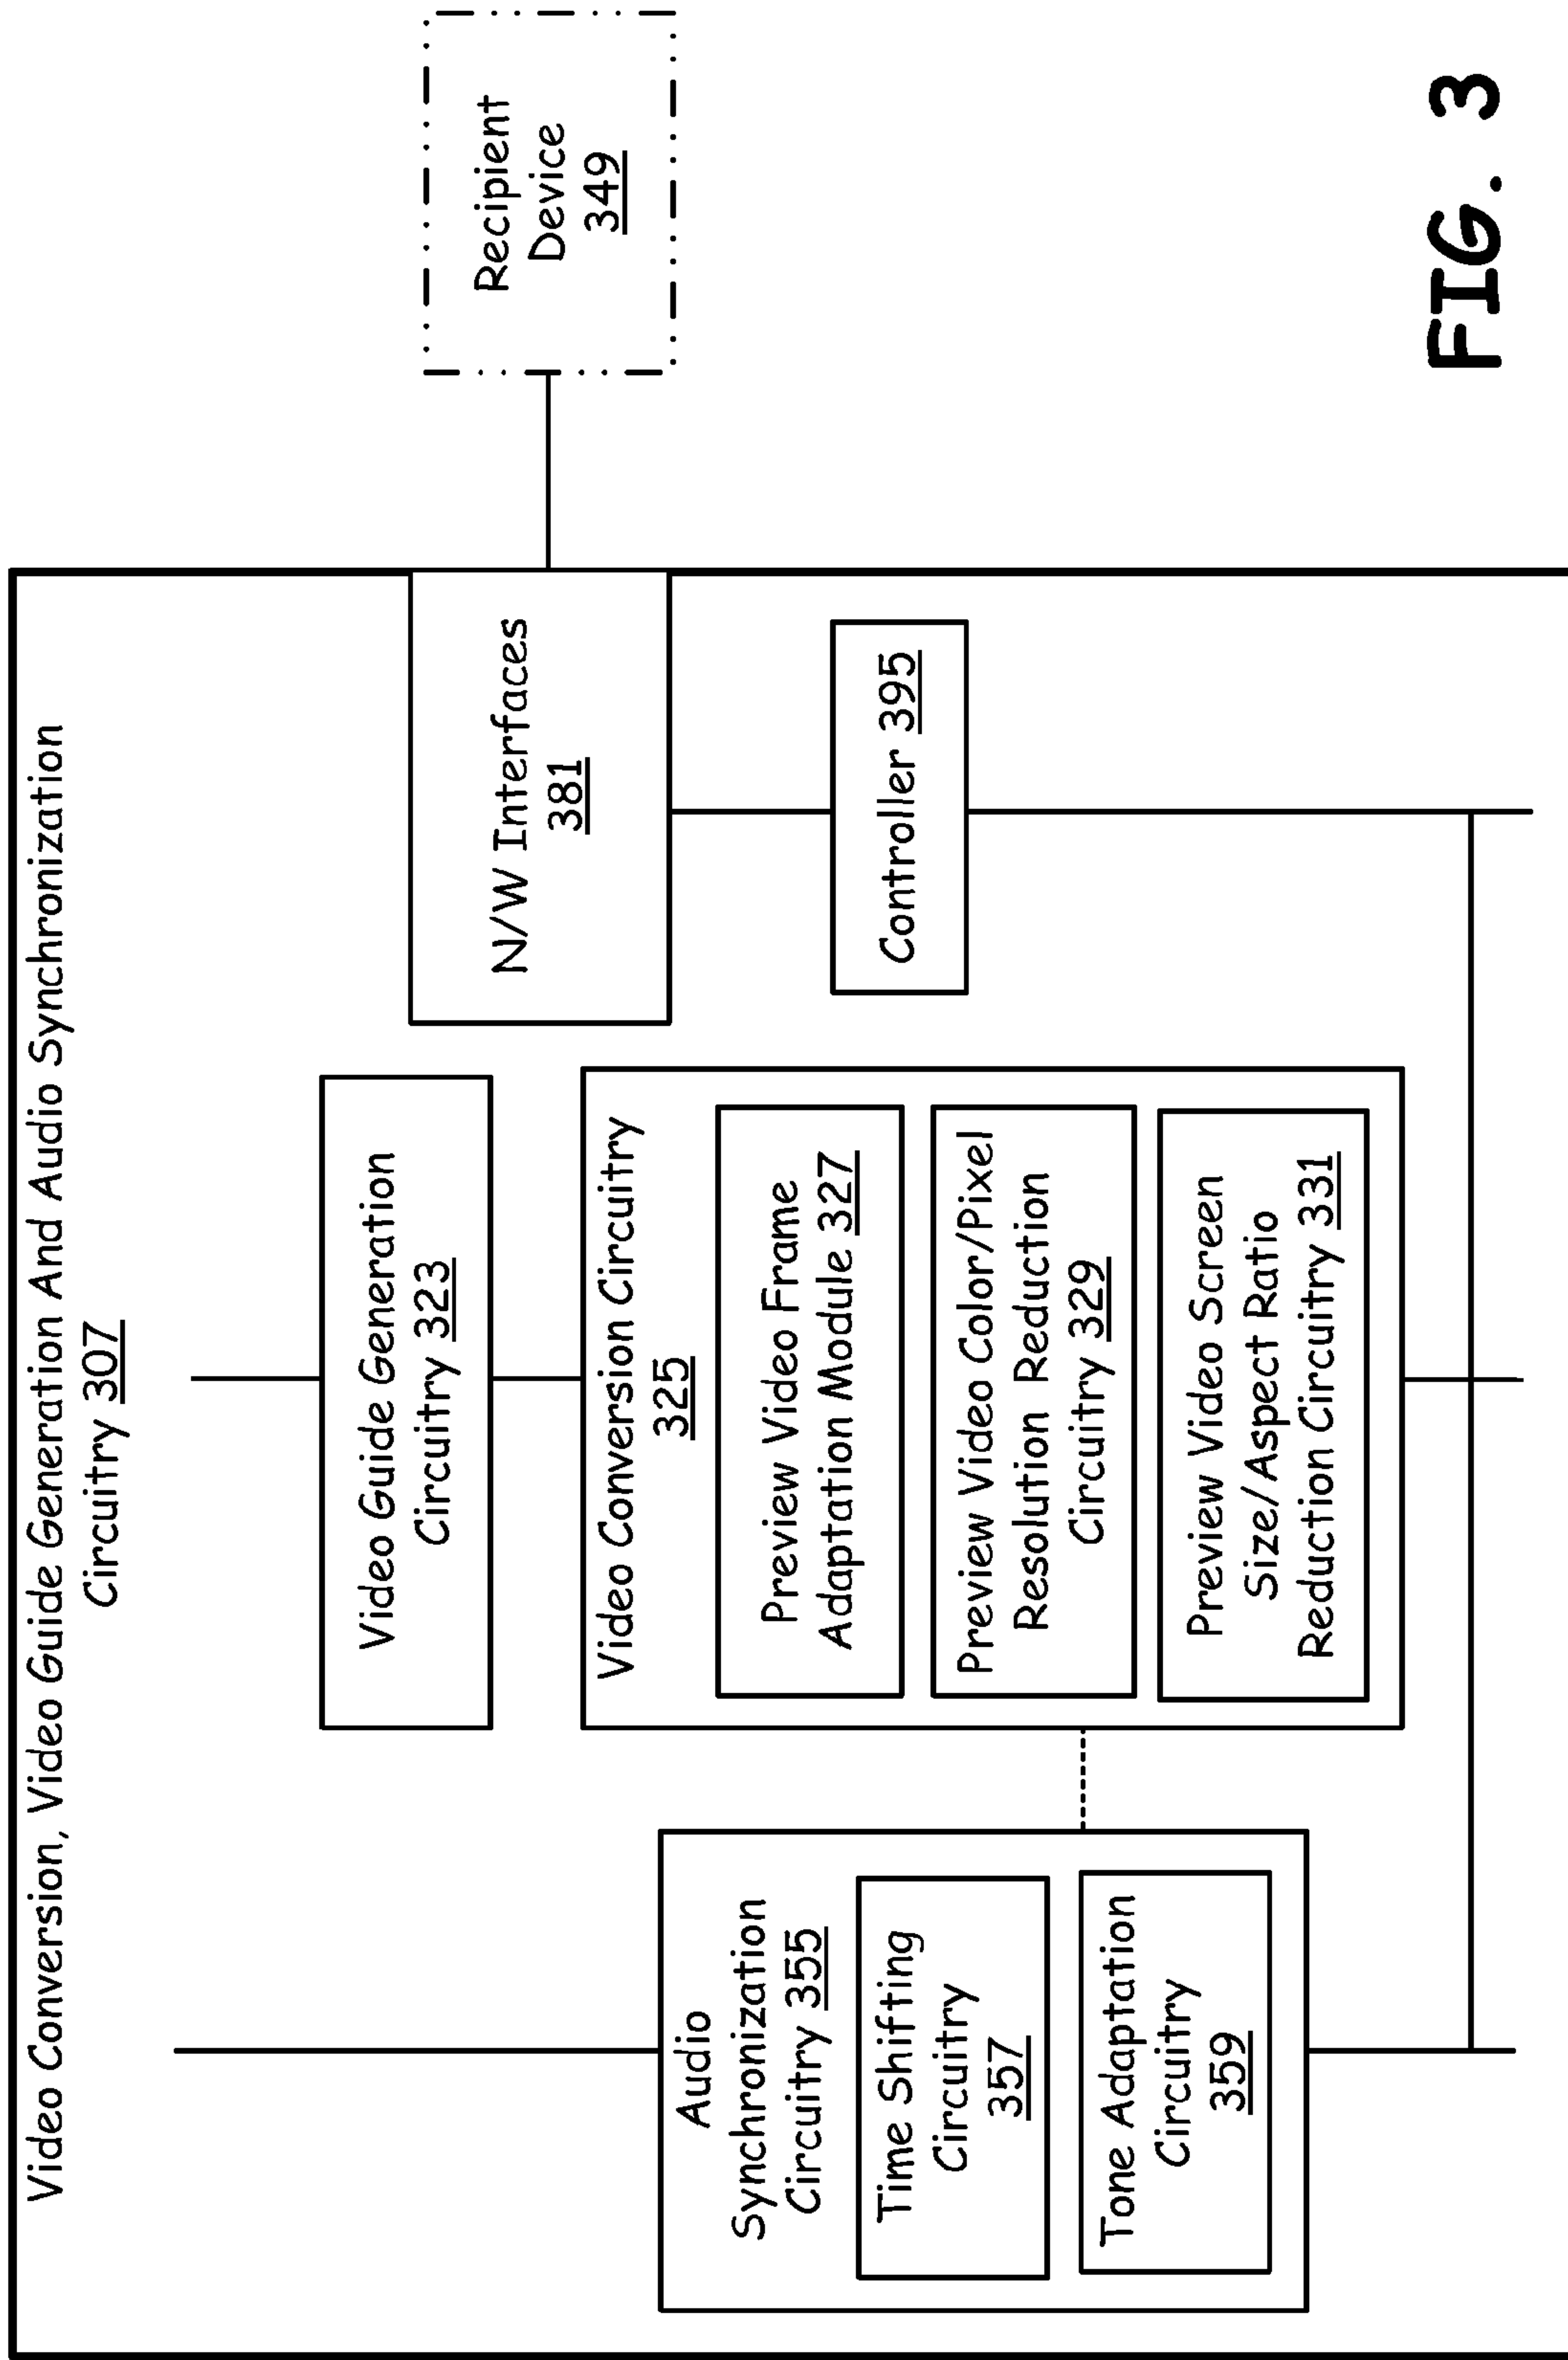 Video Conversion, Video Guide Generation And Audio Synchronization
Circuitry 307
Audio
Synchronization
Circuitry 355
Time Shifting
Circuitry
357
Tone Adaptation
Circuitry
359
Video Guide Generation
Circuitry 323
Video Conversion Circuitry
325
Preview Video Frame
Adaptation Module 327
Preview Video Color/Pixel
Resolution Reduction
Circuitry 329
Preview Video Screen
Size/Aspect Ratio
Reduction Circuitry 331
N/W Interfaces
381
Controller 395
Recipient
Device
349
FIG. 3